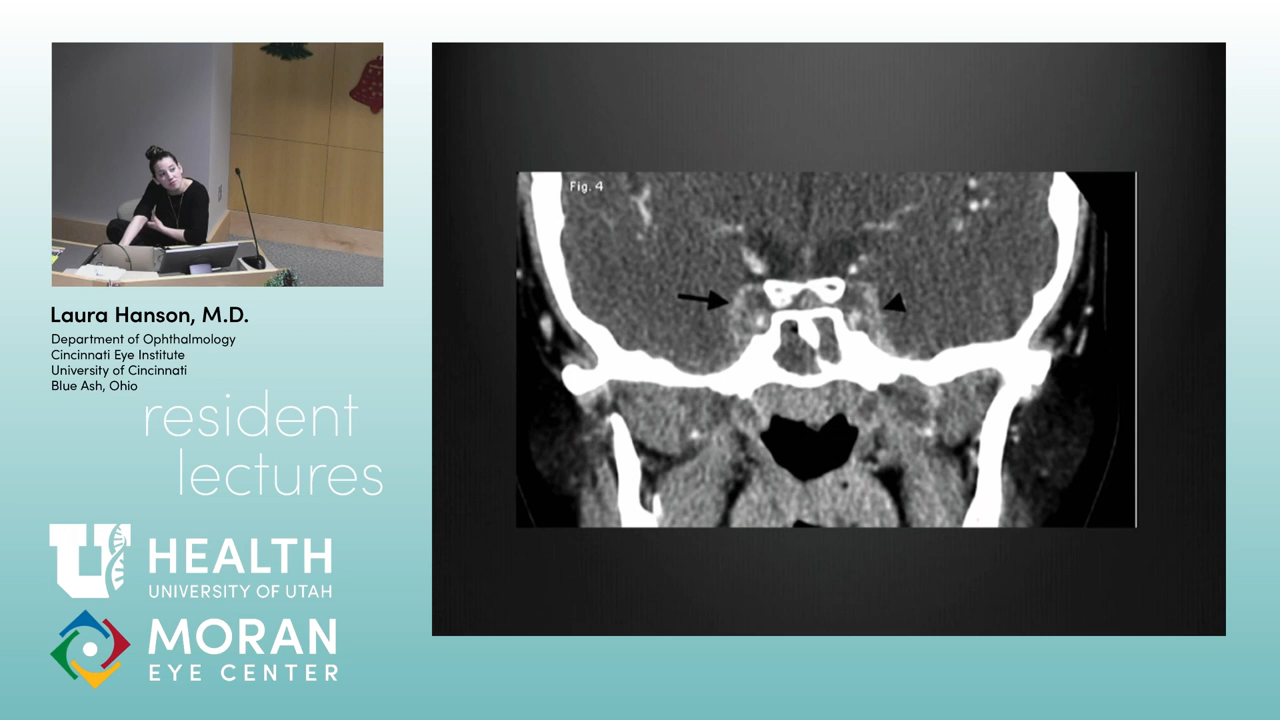 Fig. 4
Laura Hanson, M.D.
Department of Ophthalmology
Cincinnati Eye Institute
University of Cincinnati
Blue Ash, Ohio
resident
lectures
U HEALTH
UNIVERSITY OF UTAH
MORAN
EYE CENTER